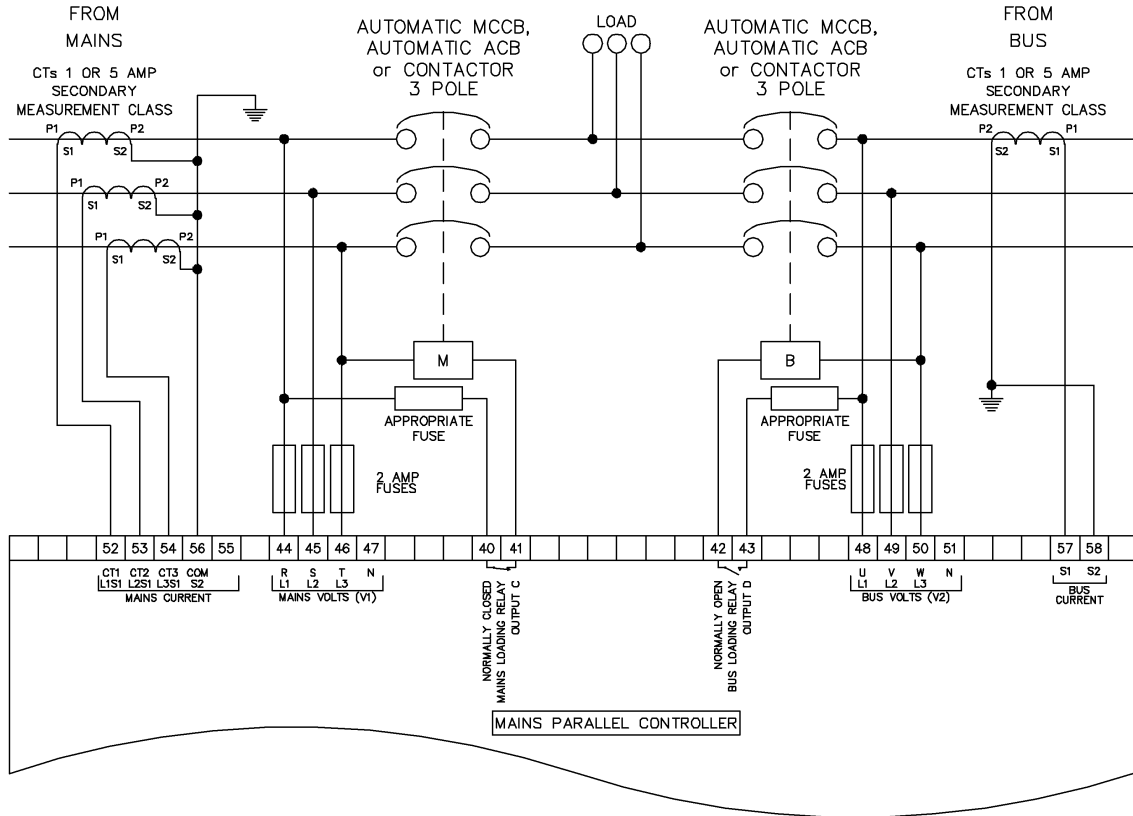 FROM
MAINS
CTs 1 OR 5 AMP
SECONDARY
MEASUREMENT CLASS
AUTOMATIC MCCB,
AUTOMATIC ACB
or CONTACTOR
3 POLE
LOAD
AUTOMATIC MCCB,
AUTOMATIC ACB
or CONTACTOR
3 POLE
FROM
BUS
CTs 1 OR 5 AMP
SECONDARY
MEASUREMENT CLASS
P1 P2
S1 S2
P2 P1
S2 S1
P1 P2
S1 S2
P1 P2
S1 S2
M
B
APPROPRIATE
FUSE
APPROPRIATE
FUSE
2 AMP
FUSES
2 AMP
FUSES
52 53 54 56 55 44 45 46 47 40 41 42 43 48 49 50 51 57 58
CT1 CT2 CT3 COM
L1S1 L2S1 L3S1 S2
MAINS CURRENT
R S T N
L1 L2 L3
MAINS VOLTS (V1)
NORMALLY CLOSED
MAINS LOADING RELAY
OUTPUT C
NORMALLY OPEN
BUS LOADING RELAY
OUTPUT D
U V W N
L1 L2 L3
BUS VOLTS (V2)
S1 S2
BUS
CURRENT
MAINS PARALLEL CONTROLLER